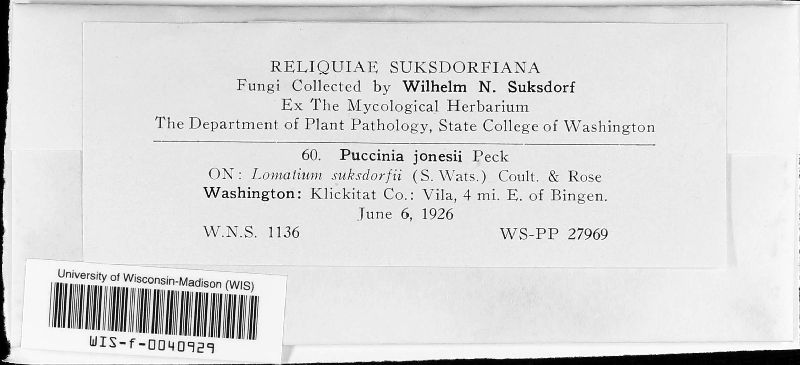 RELIQUIAE SUKSDORFIANA
Fungi Collected by Wilhelm N. Suksdorf
Ex The Mycological Herbarium
The Department of Plant Pathology, State College of Washington
60. Puccinia jonesii Peck
ON: Lomatium suksdorfii (S. Wats.) Coult. & Rose
Washington: Klickitat Co.: Vila, 4 mi. E. of Bingen.
June 6, 1926
W.N.S. 1136 WS-PP 27969
University of Wisconsin-Madison (WIS)
WIS-f-0040929